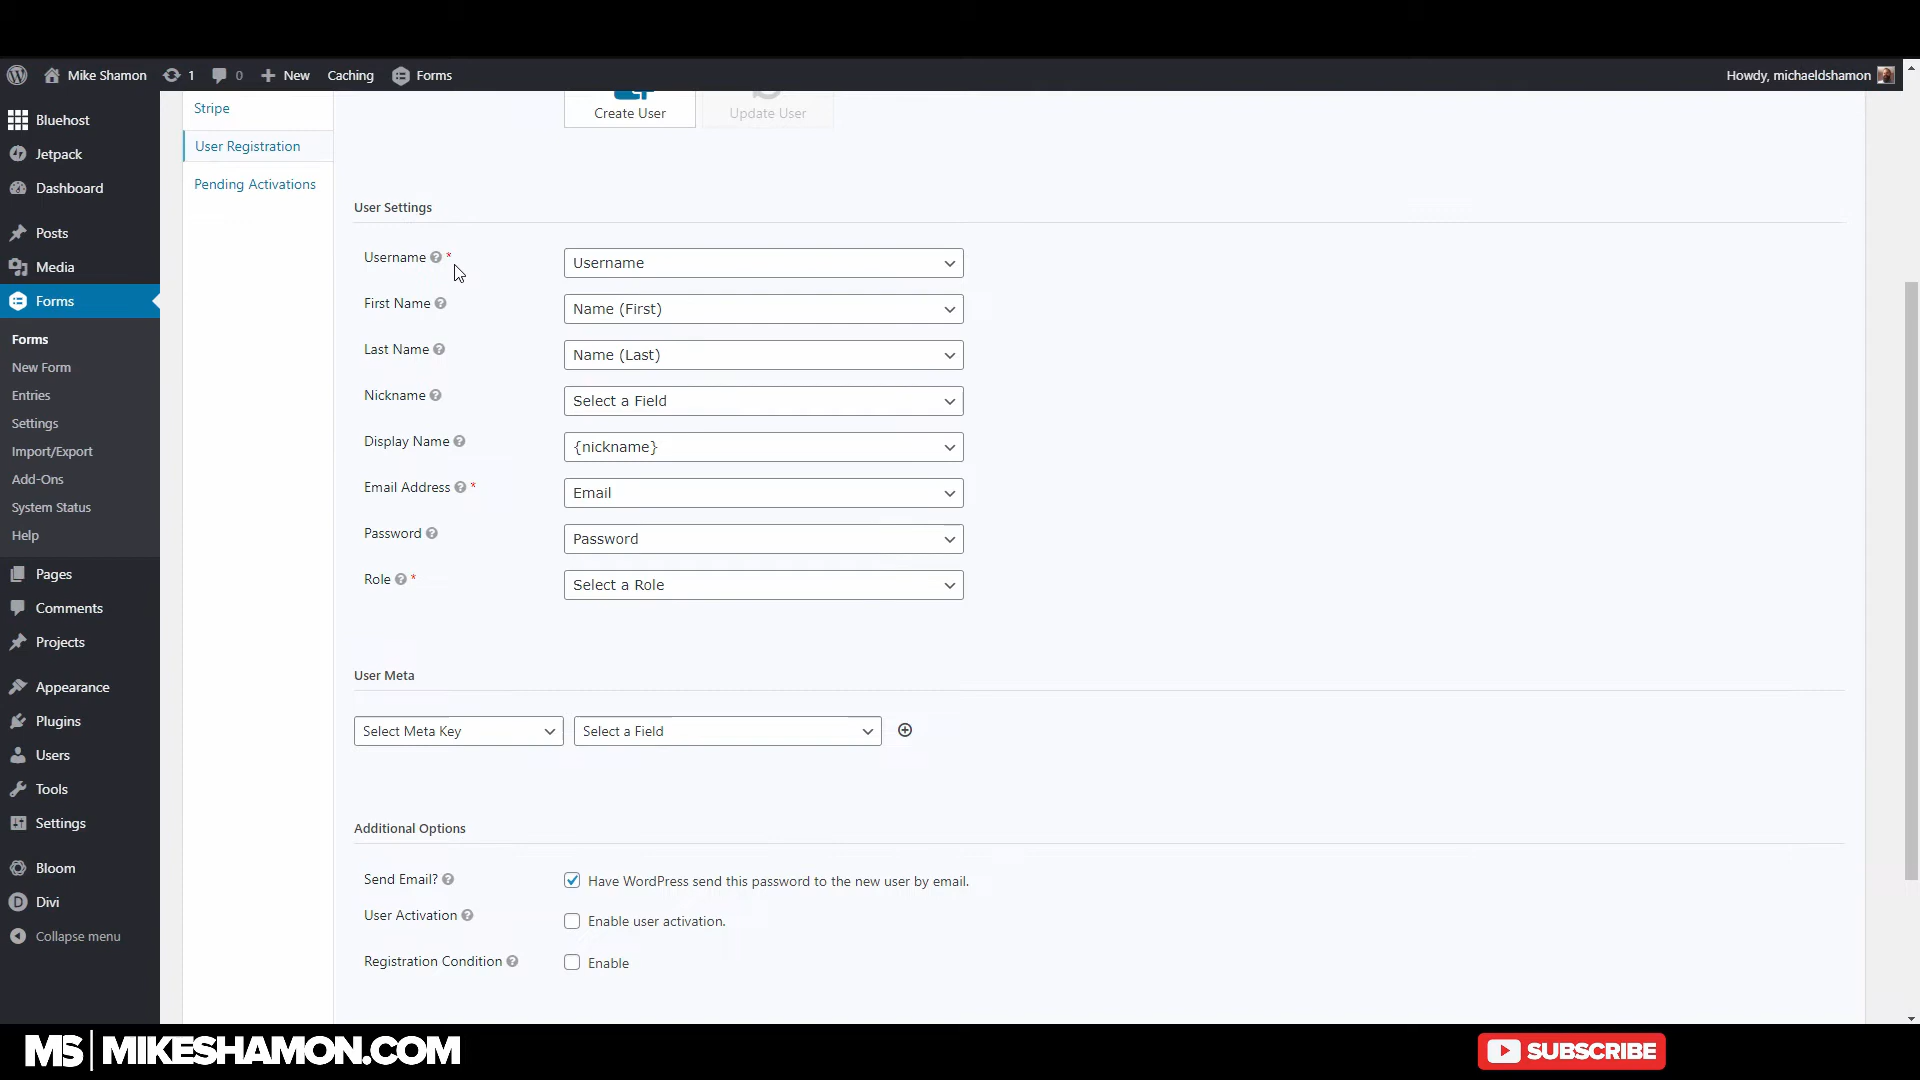 Mike Shamon 1 0 New Caching Forms Howdy, michaeldshamon
Bluehost
Jetpack
Dashboard
Posts
Media
Forms
Forms
New Form
Entries
Settings
Import/Export
Add-Ons
System Status
Help
Pages
Comments
Projects
Appearance
Plugins
Users
Tools
Settings
Bloom
Divi
Collapse menu
Stripe
User Registration
Pending Activations
Create User Update User
User Settings
Username * Username
First Name Name (First)
Last Name Name (Last)
Nickname Select a Field
Display Name {nickname}
Email Address * Email
Password Password
Role * Select a Role
User Meta
Select Meta Key Select a Field
Additional Options
Send Email? Have WordPress send this password to the new user by email.
User Activation Enable user activation.
Registration Condition Enable
MS | MIKESHAMON.COM SUBSCRIBE